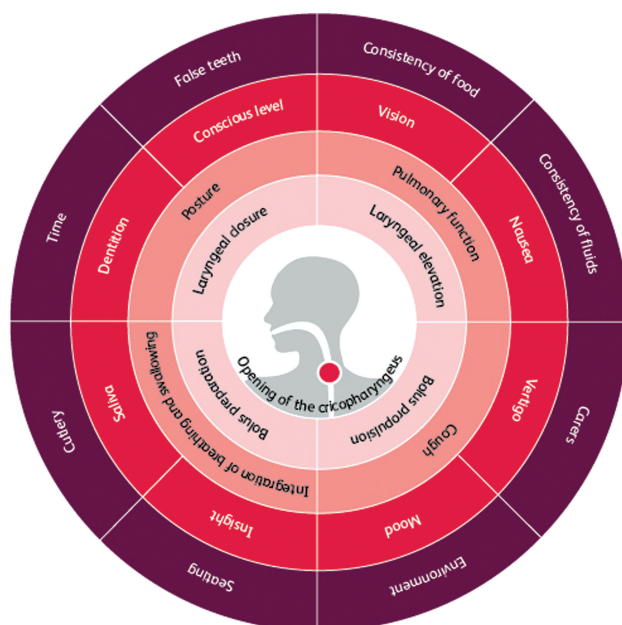 False teeth
Consistency of food
Consistency of fluids
Carers
Environment
Seating
Cutlery
Time
Conscious level
Vision
Nausea
Vertigo
Mood
Insight
Saliva
Dentition
Posture
Pulmonary function
Cough
Integration of breathing and swallowing
Laryngeal closure
Laryngeal elevation
Bolus propulsion
Bolus preparation
Opening of the cricopharyngeus